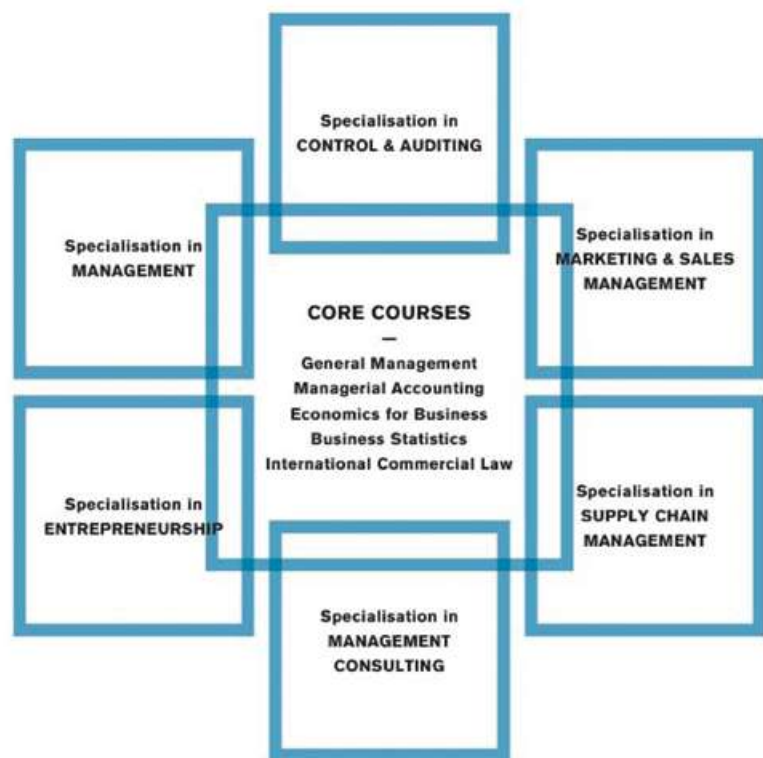 Specialisation in
CONTROL & AUDITING
Specialisation in
MANAGEMENT
Specialisation in
MARKETING & SALES
MANAGEMENT
CORE COURSES
—
General Management
Managerial Accounting
Economics for Business
Business Statistics
International Commercial Law
Specialisation in
ENTREPRENEURSHIP
Specialisation in
SUPPLY CHAIN
MANAGEMENT
Specialisation in
MANAGEMENT
CONSULTING